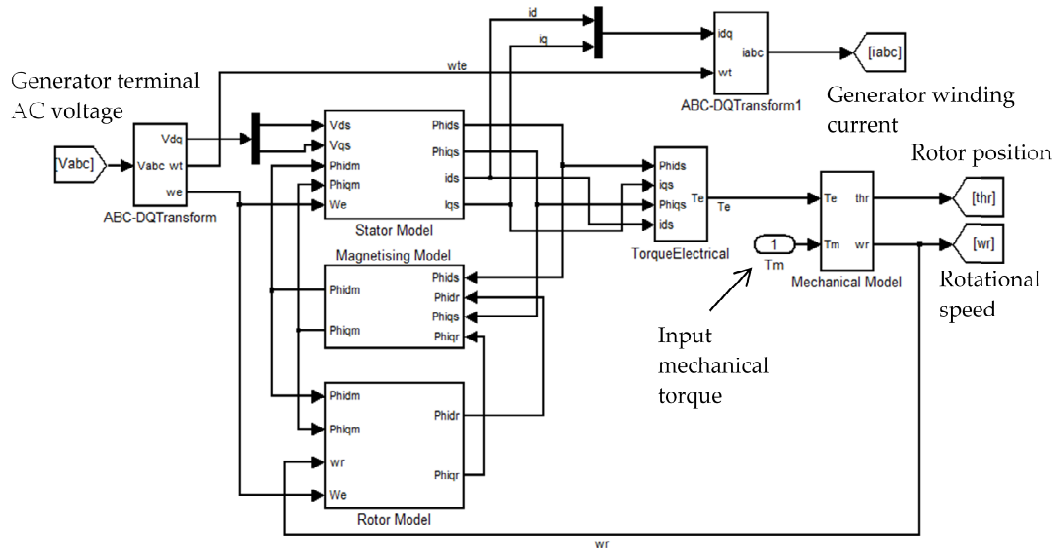 id
iq
idq
iabc
wt
ABC-DQTransform1
[iabc]
Generator winding
current
wte
Generator terminal
AC voltage
[Vabc]
Vdq
Vabc wt
we
ABC-DQTransform
Vds
Vqs
Phidm
Phiqm
We
Phids
Phiqs
ids
Iqs
Stator Model
Phids
iqs
Phiqs
ids
Te
TorqueElectrical
Te
Rotor position
Te
thr
Tm
wr
Mechanical Model
[thr]
[wr]
1
Tm
Rotational
speed
Input
mechanical
torque
Magnetising Model
Phidm
Phiqm
Phids
Phidr
Phiqs
Phiqr
Phidm
Phiqm
wr
We
Phidr
Phiqr
Rotor Model
wr